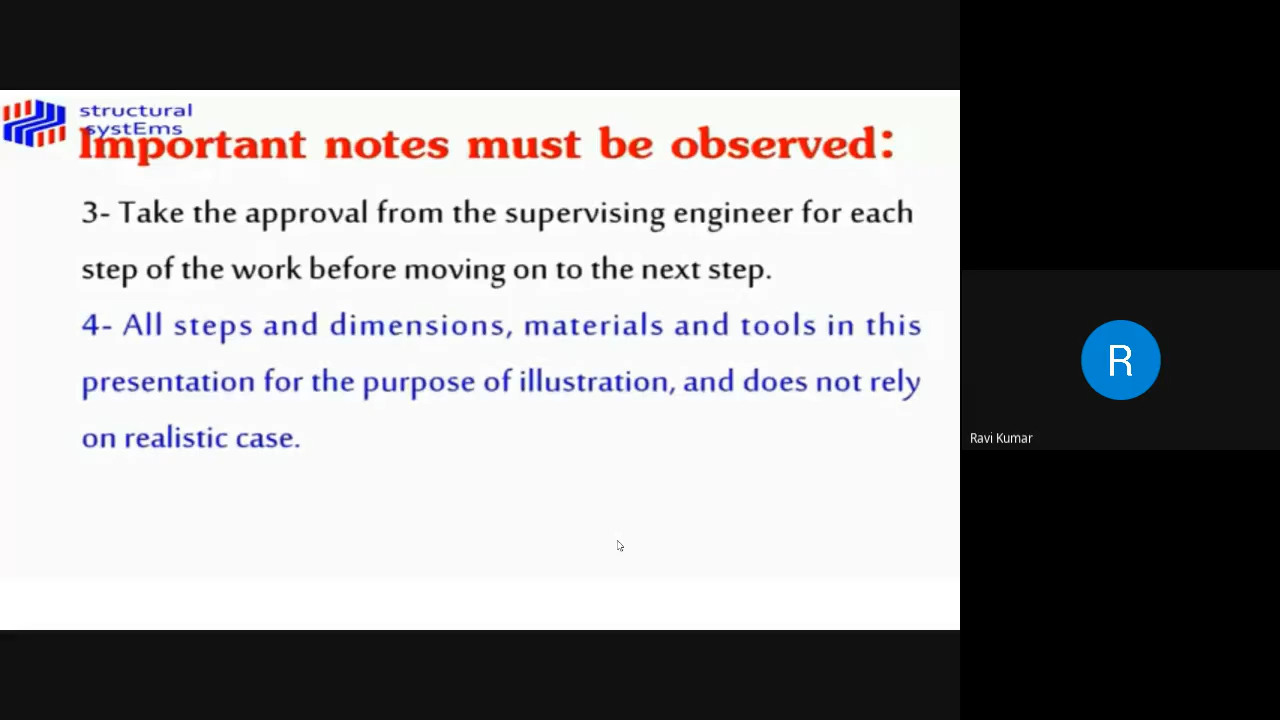 structural
systEms
Important notes must be observed:
3- Take the approval from the supervising engineer for each
step of the work before moving on to the next step.
4- All steps and dimensions, materials and tools in this
presentation for the purpose of illustration, and does not rely
on realistic case.
R
Ravi Kumar